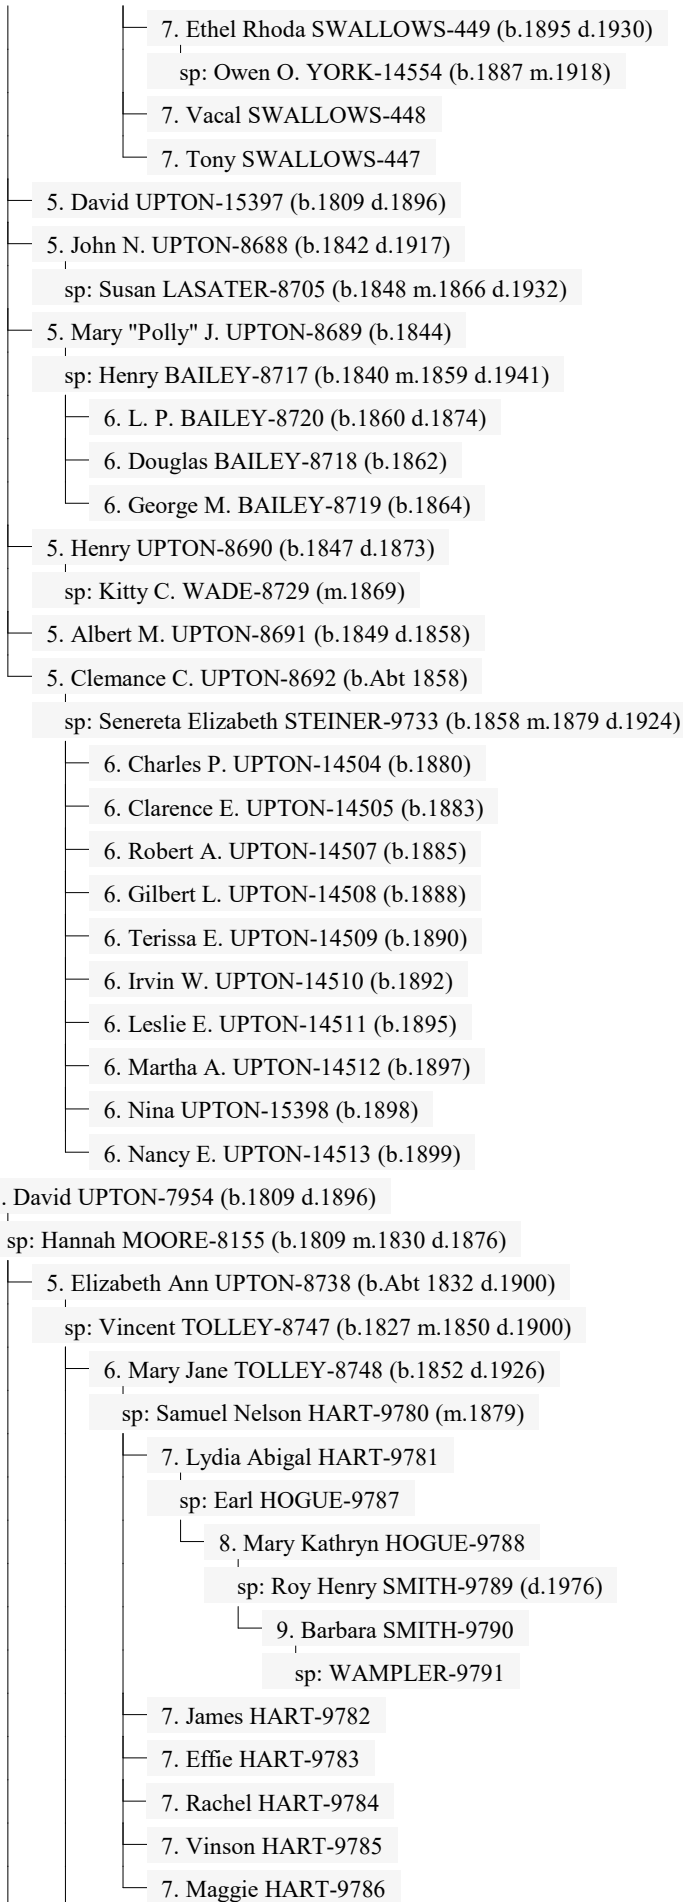 7. Ethel Rhoda SWALLOWS-449 (b.1895 d.1930)
sp: Owen O. YORK-14554 (b.1887 m.1918)
7. Vacal SWALLOWS-448
7. Tony SWALLOWS-447
5. David UPTON-15397 (b.1809 d.1896)
5. John N. UPTON-8688 (b.1842 d.1917)
sp: Susan LASATER-8705 (b.1848 m.1866 d.1932)
5. Mary "Polly" J. UPTON-8689 (b.1844)
sp: Henry BAILEY-8717 (b.1840 m.1859 d.1941)
6. L. P. BAILEY-8720 (b.1860 d.1874)
6. Douglas BAILEY-8718 (b.1862)
6. George M. BAILEY-8719 (b.1864)
5. Henry UPTON-8690 (b.1847 d.1873)
sp: Kitty C. WADE-8729 (m.1869)
5. Albert M. UPTON-8691 (b.1849 d.1858)
5. Clemance C. UPTON-8692 (b.Abt 1858)
sp: Senereta Elizabeth STEINER-9733 (b.1858 m.1879 d.1924)
6. Charles P. UPTON-14504 (b.1880)
6. Clarence E. UPTON-14505 (b.1883)
6. Robert A. UPTON-14507 (b.1885)
6. Gilbert L. UPTON-14508 (b.1888)
6. Terissa E. UPTON-14509 (b.1890)
6. Irvin W. UPTON-14510 (b.1892)
6. Leslie E. UPTON-14511 (b.1895)
6. Martha A. UPTON-14512 (b.1897)
6. Nina UPTON-15398 (b.1898)
6. Nancy E. UPTON-14513 (b.1899)
. David UPTON-7954 (b.1809 d.1896)
sp: Hannah MOORE-8155 (b.1809 m.1830 d.1876)
5. Elizabeth Ann UPTON-8738 (b.Abt 1832 d.1900)
sp: Vincent TOLLEY-8747 (b.1827 m.1850 d.1900)
6. Mary Jane TOLLEY-8748 (b.1852 d.1926)
sp: Samuel Nelson HART-9780 (m.1879)
7. Lydia Abigal HART-9781
sp: Earl HOGUE-9787
8. Mary Kathryn HOGUE-9788
sp: Roy Henry SMITH-9789 (d.1976)
9. Barbara SMITH-9790
sp: WAMPLER-9791
7. James HART-9782
7. Effie HART-9783
7. Rachel HART-9784
7. Vinson HART-9785
7. Maggie HART-9786